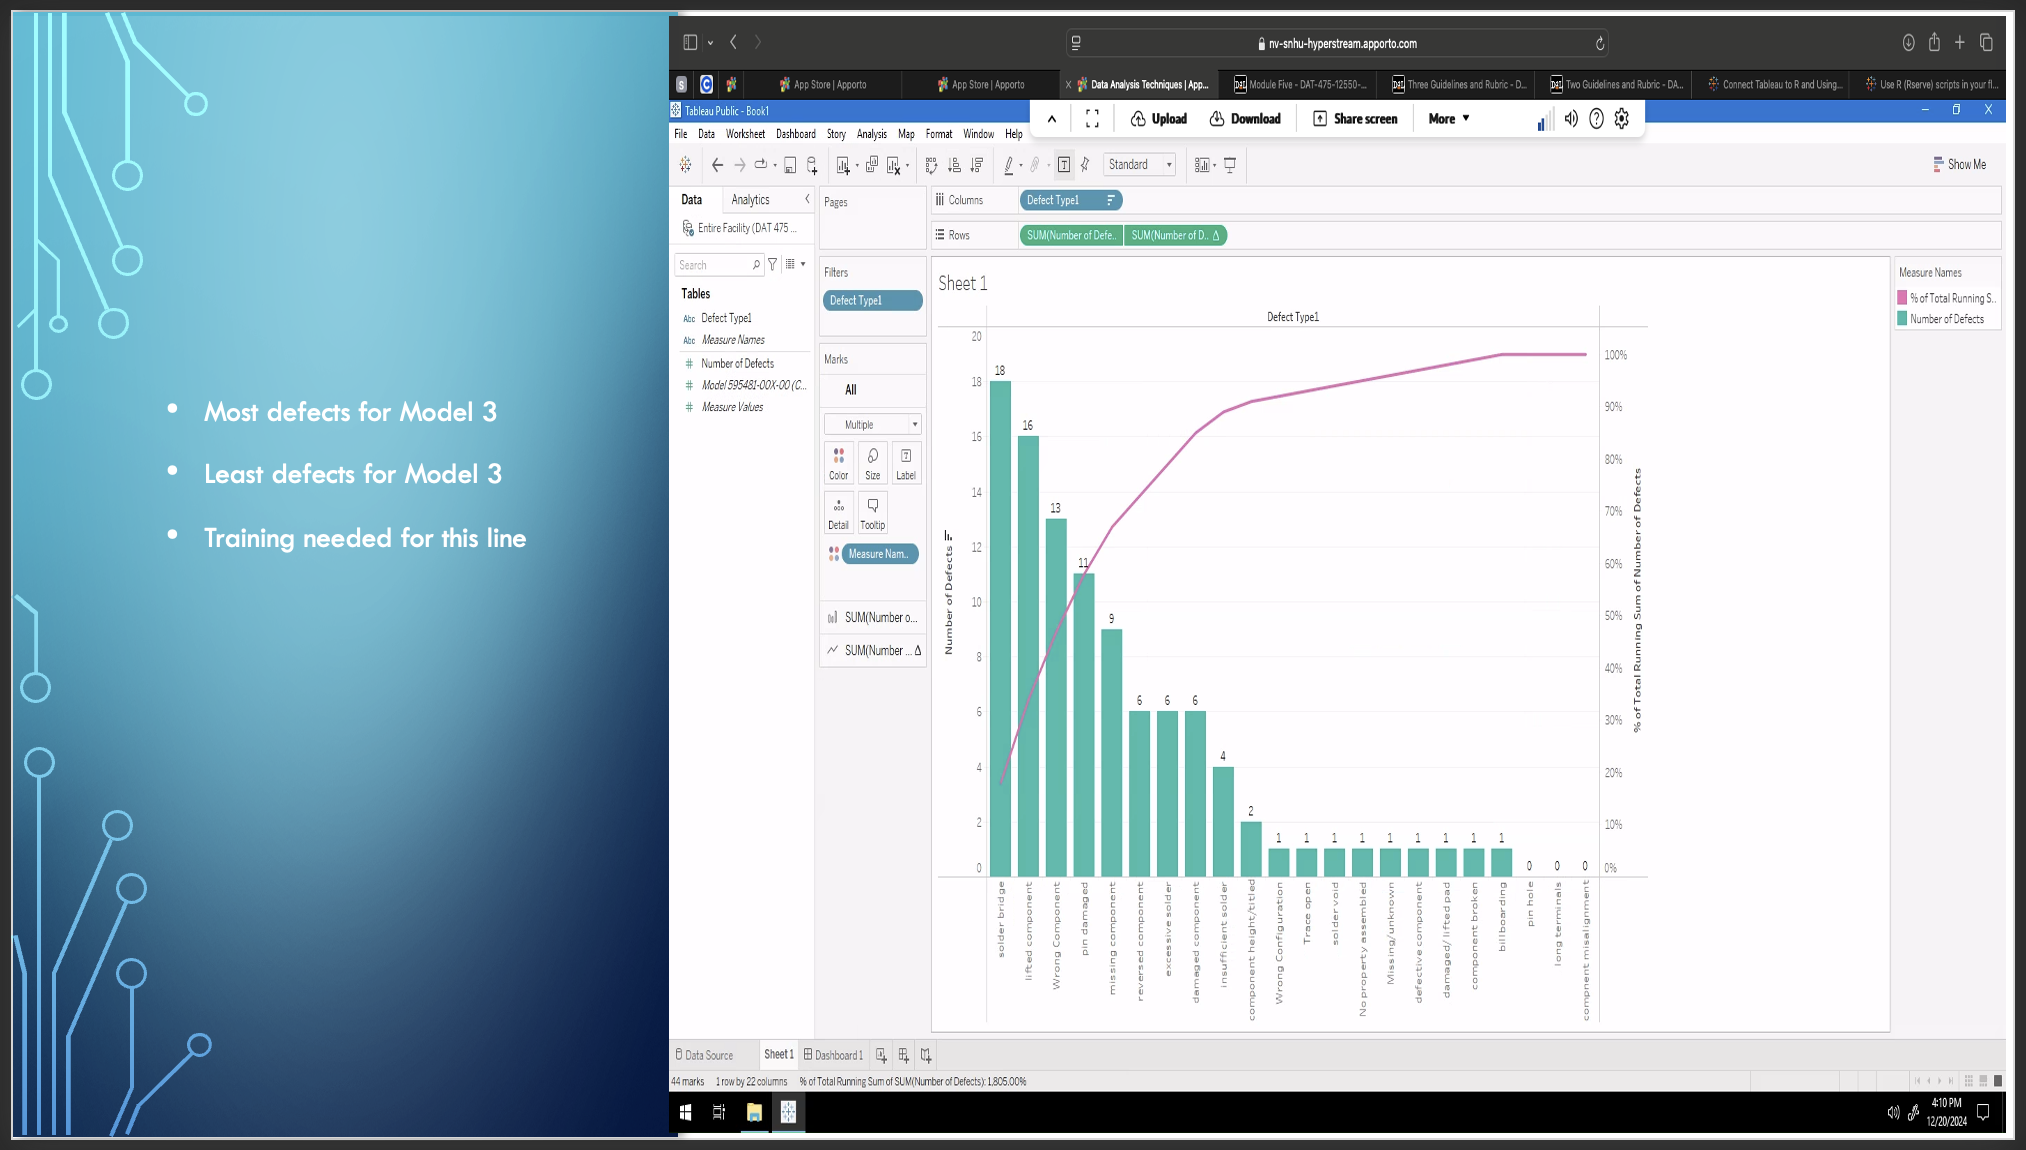 • Most defects for Model 3
• Least defects for Model 3
• Training needed for this line
nv-snhu-hyperstream.apporto.com
App Store | Apporto
App Store | Apporto
Data Analysis Techniques | App...
Module Five - DAT-475-12550-...
Three Guidelines and Rubric - D...
Two Guidelines and Rubric - DA...
Connect Tableau to R and Using...
Use R (Rserve) scripts in your fl...
Tableau Public - Book1
Upload
Download
Share screen
More
File Data Worksheet Dashboard Story Analysis Map Format Window Help
Standard
Show Me
Data Analytics
Entire Facility (DAT 475 ...
Search
Tables
Abc Defect Type1
Abc Measure Names
# Number of Defects
# Model 595481-00X-00 (C...
# Measure Values
Pages
Filters
Defect Type1
Marks
All
Multiple
Color Size Label
Detail Tooltip
Measure Nam..
SUM(Number o...
SUM(Number ... Δ
Columns
Defect Type1
Rows
SUM(Number of Defe..
SUM(Number of D.. Δ
Sheet 1
Defect Type1
Number of Defects
20
18
16
14
12
10
8
6
4
2
0
18
16
13
11
9
6
6
6
4
2
1
1
1
1
1
1
1
1
1
0
0
0
solder bridge
lifted component
Wrong Component
pin damaged
missing component
reversed component
excessive solder
damaged component
insufficient solder
component height/titled
Wrong Configuration
Trace open
solder void
No property assembled
Missing/unknown
defective component
damaged/ lifted pad
component broken
billboarding
pin hole
long terminals
compnent misalignment
100%
90%
80%
70%
60%
50%
40%
30%
20%
10%
0%
% of Total Running Sum of Number of Defects
Measure Names
% of Total Running S..
Number of Defects
Data Source
Sheet 1
Dashboard 1
44 marks 1 row by 22 columns % of Total Running Sum of SUM(Number of Defects): 1,805.00%
4:10 PM
12/20/2024